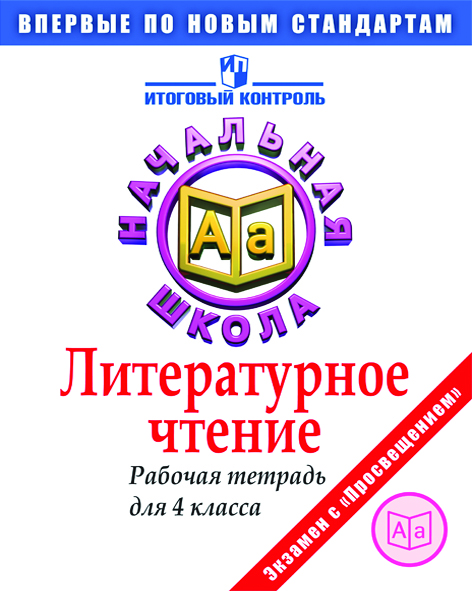 ВПЕРВЫЕ ПО НОВЫМ СТАНДАРТАМ
ИТОГОВЫЙ КОНТРОЛЬ
НАЧАЛЬНАЯ
Аа
ШКОЛА
Литературное
чтение
Рабочая тетрадь
для 4 класса
Экзамен с «Просвещением»
Аа